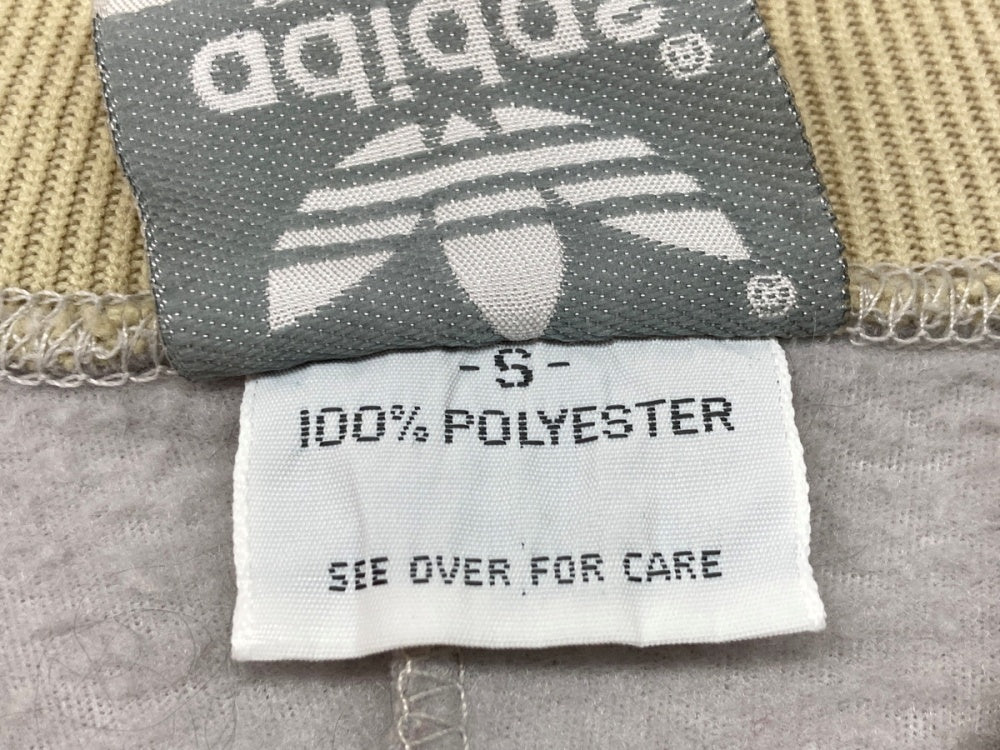 adidas
®
®
- S -
100% POLYESTER
SEE OVER FOR CARE